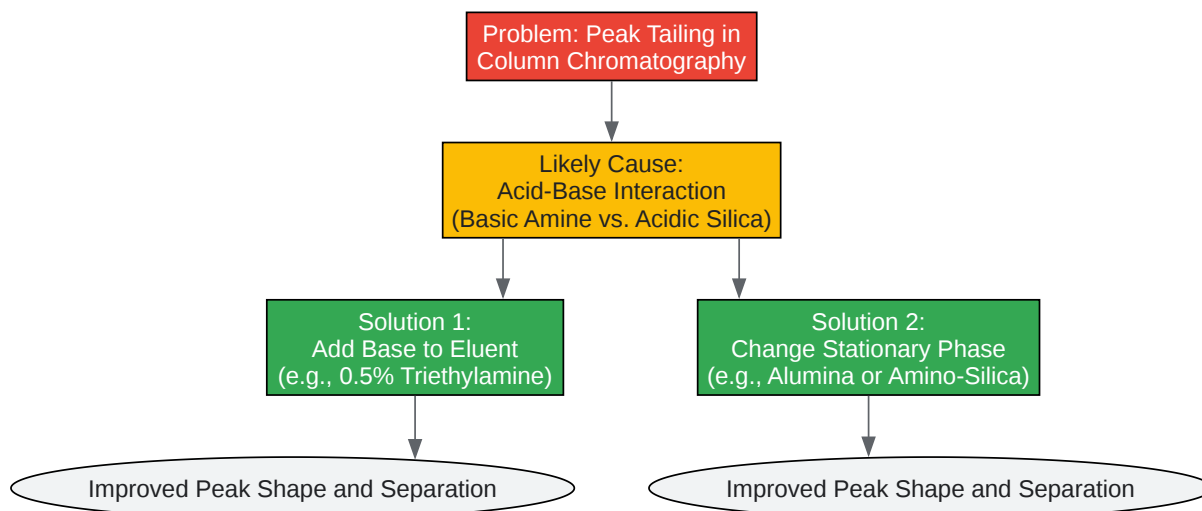 Problem: Peak Tailing in
Column Chromatography
Likely Cause:
Acid-Base Interaction
(Basic Amine vs. Acidic Silica)
Solution 1:
Add Base to Eluent
(e.g., 0.5% Triethylamine)
Solution 2:
Change Stationary Phase
(e.g., Alumina or Amino-Silica)
Improved Peak Shape and Separation
Improved Peak Shape and Separation